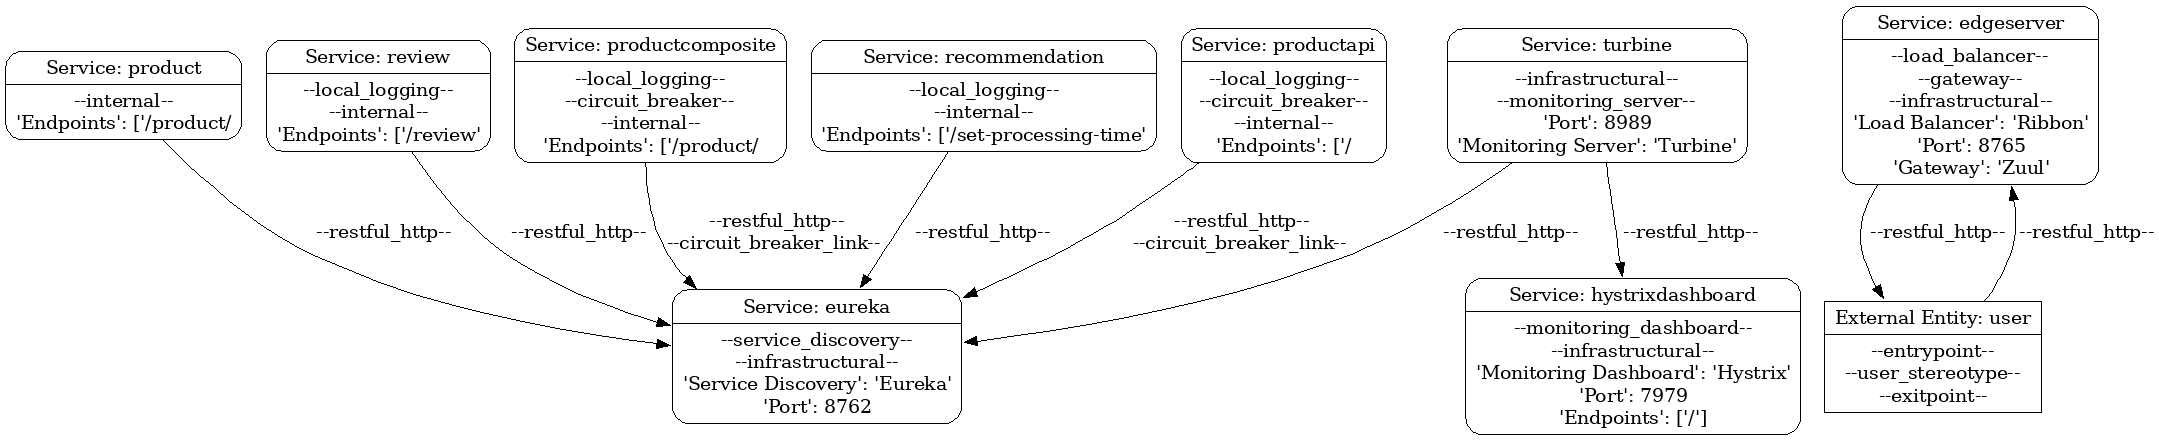 Service: product
--internal--
'Endpoints': ['/product/
Service: review
--local_logging--
--internal--
'Endpoints': ['/review'
Service: productcomposite
--local_logging--
--circuit_breaker--
--internal--
'Endpoints': ['/product/
Service: recommendation
--local_logging--
--internal--
'Endpoints': ['/set-processing-time'
Service: productapi
--local_logging--
--circuit_breaker--
--internal--
'Endpoints': ['/
Service: turbine
--infrastructural--
--monitoring_server--
'Port': 8989
'Monitoring Server': 'Turbine'
Service: edgeserver
--load_balancer--
--gateway--
--infrastructural--
'Load Balancer': 'Ribbon'
'Port': 8765
'Gateway': 'Zuul'
--restful_http--
--restful_http--
--restful_http--
--circuit_breaker_link--
--restful_http--
--restful_http--
--circuit_breaker_link--
--restful_http--
--restful_http--
--restful_http--
--restful_http--
Service: eureka
--service_discovery--
--infrastructural--
'Service Discovery': 'Eureka'
'Port': 8762
Service: hystrixdashboard
--monitoring_dashboard--
--infrastructural--
'Monitoring Dashboard': 'Hystrix'
'Port': 7979
'Endpoints': ['/']
External Entity: user
--entrypoint--
--user_stereotype--
--exitpoint--